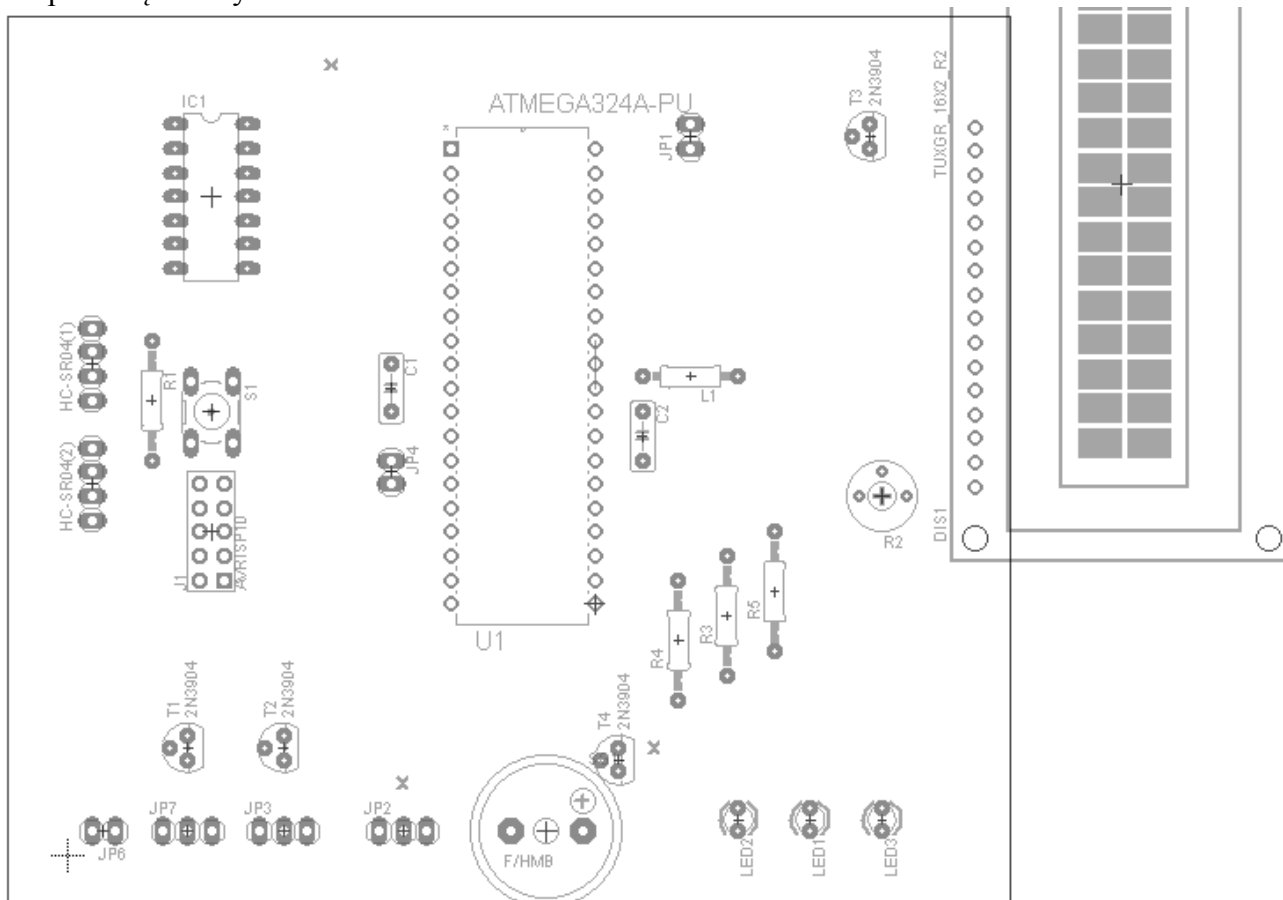 IC1
ATMEGA324A-PU
JP1
T3
2N3904
TUXGR_16X2_R2
HC-SR04(1)
R1
S1
C1
L1
C2
HC-SR04(2)
JP4
J1
AVRISP10
R2
DIS1
R5
R3
R4
U1
T1
2N3904
T2
2N3904
T4
2N3904
JP7
JP3
JP2
JP6
F/HMB
LED2
LED1
LED3